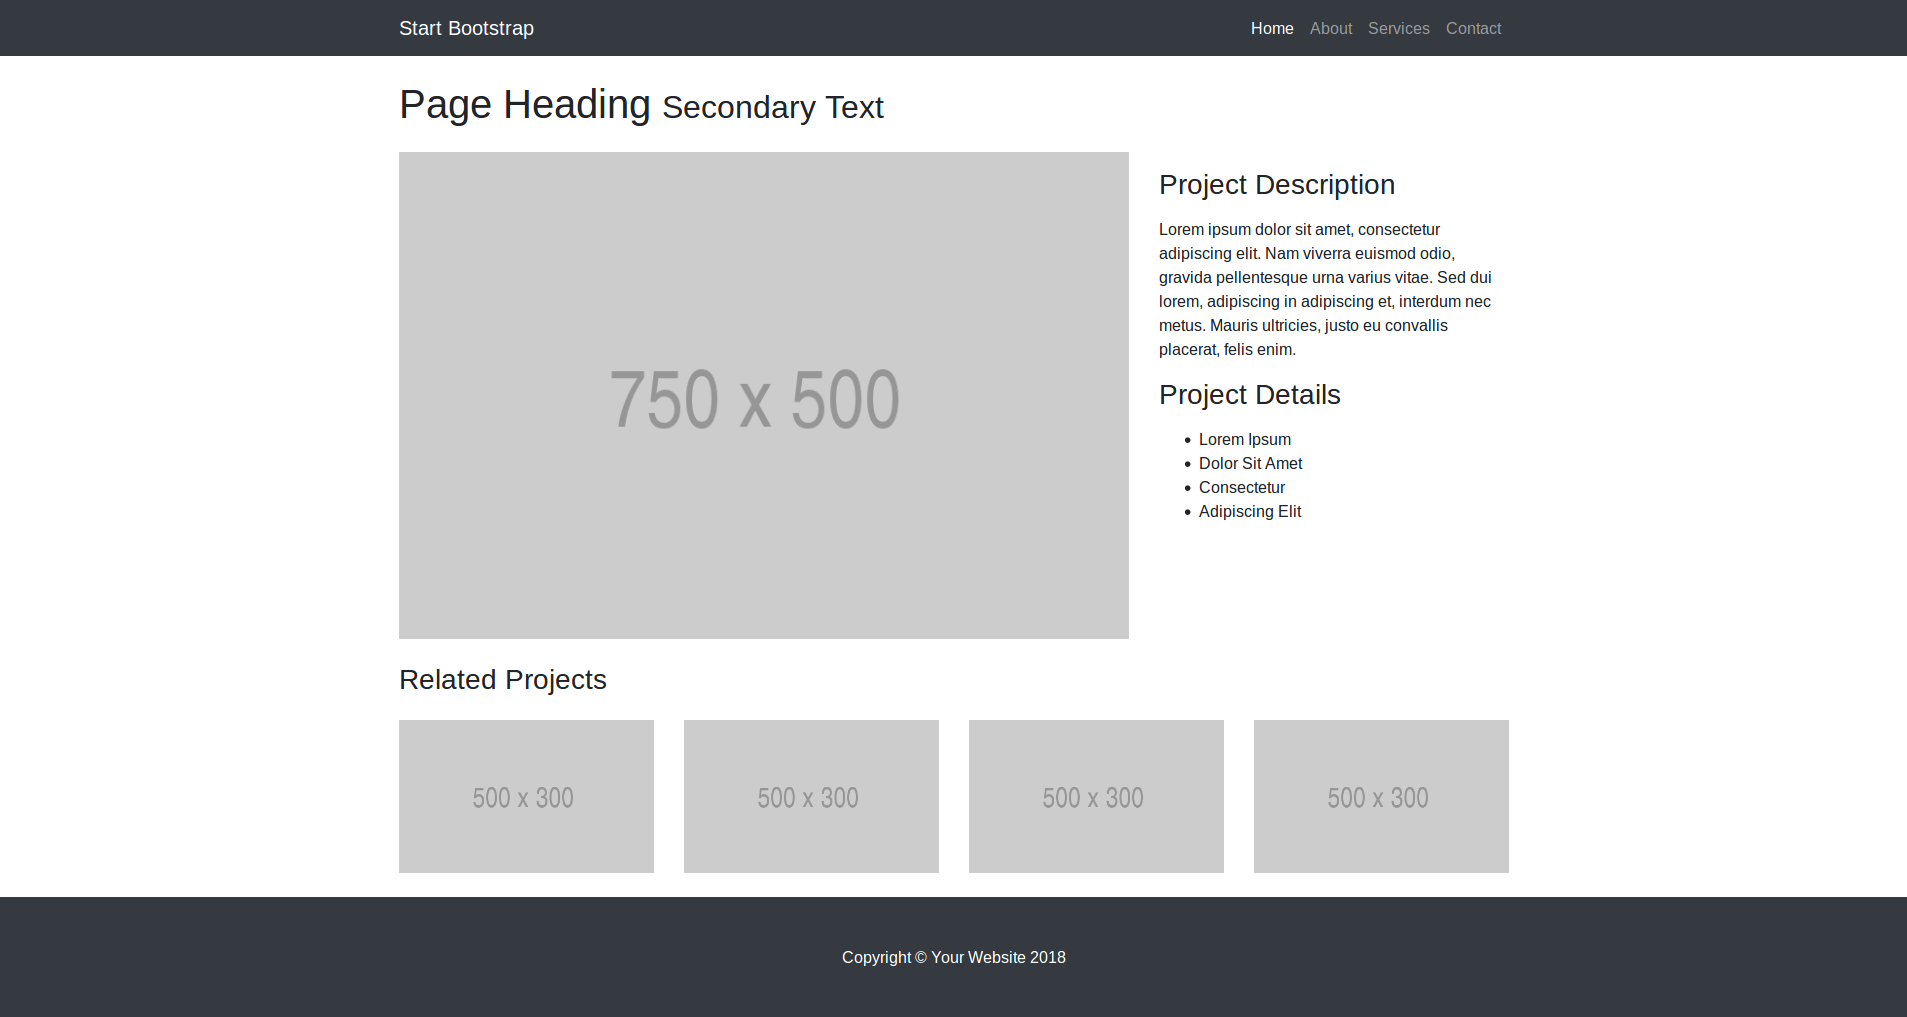 Start Bootstrap
Home About Services Contact
Page Heading Secondary Text
750 x 500
Project Description
Lorem ipsum dolor sit amet, consectetur
adipiscing elit. Nam viverra euismod odio,
gravida pellentesque urna varius vitae. Sed dui
lorem, adipiscing in adipiscing et, interdum nec
metus. Mauris ultricies, justo eu convallis
placerat, felis enim.
Project Details
Lorem Ipsum
Dolor Sit Amet
Consectetur
Adipiscing Elit
Related Projects
500 x 300
500 x 300
500 x 300
500 x 300
Copyright © Your Website 2018